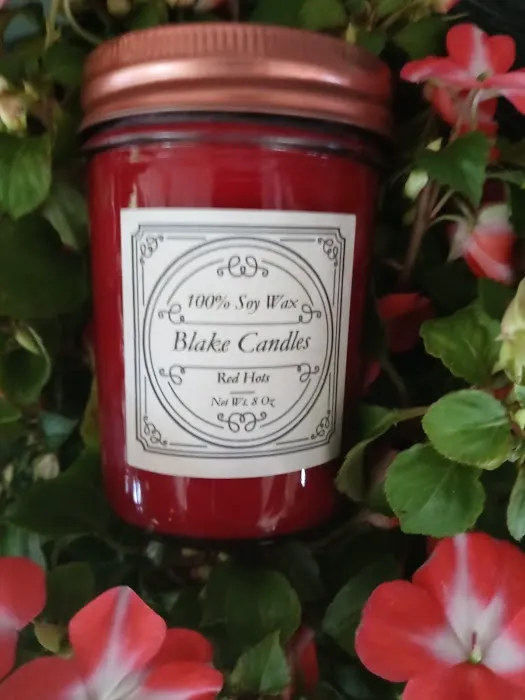 100% Soy Wax
Blake Candles
Red Hots
Net Wt. 8 Oz